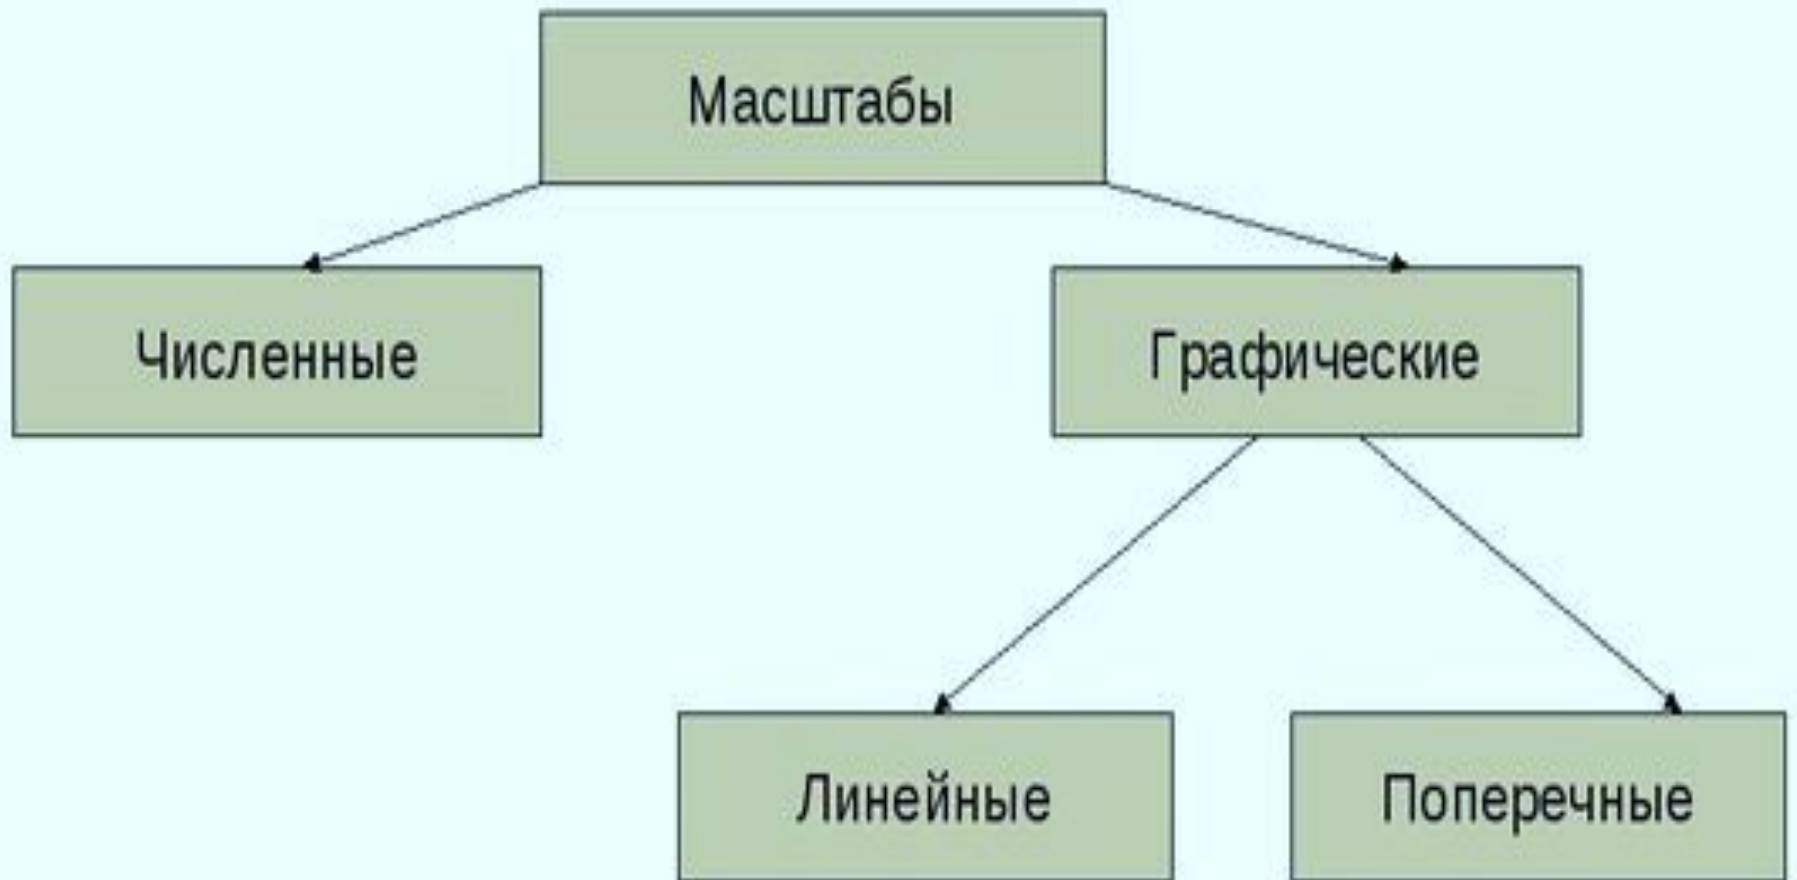 Масштабы
Численные
Графические
Линейные
Поперечные